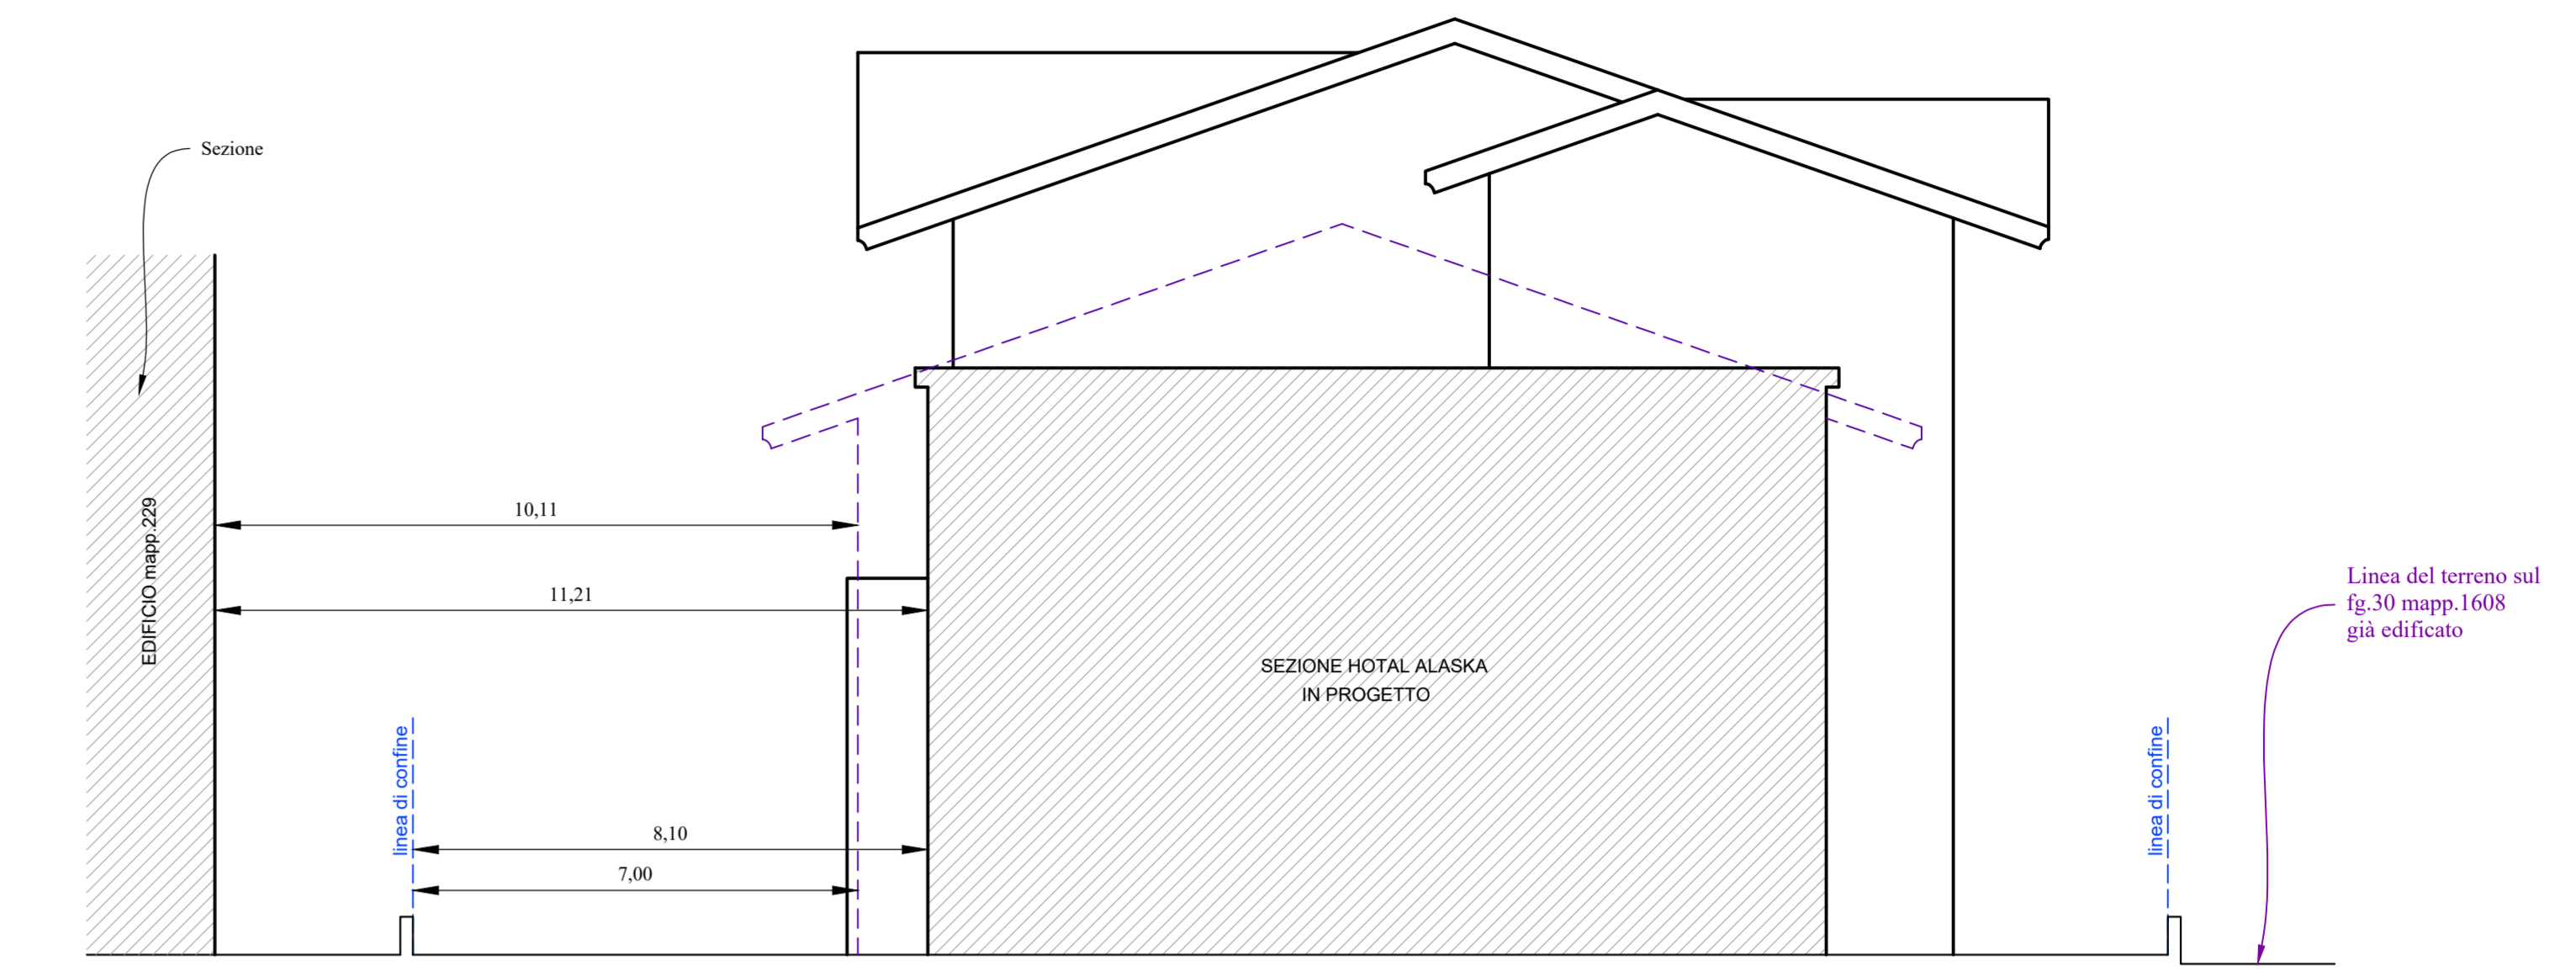 Sezione
EDIFICIO mapp.229
10,11
11,21
SEZIONE HOTAL ALASKA
IN PROGETTO
Linea del terreno sul
fg.30 mapp.1608
già edificato
linea di confine
linea di confine
8,10
7,00